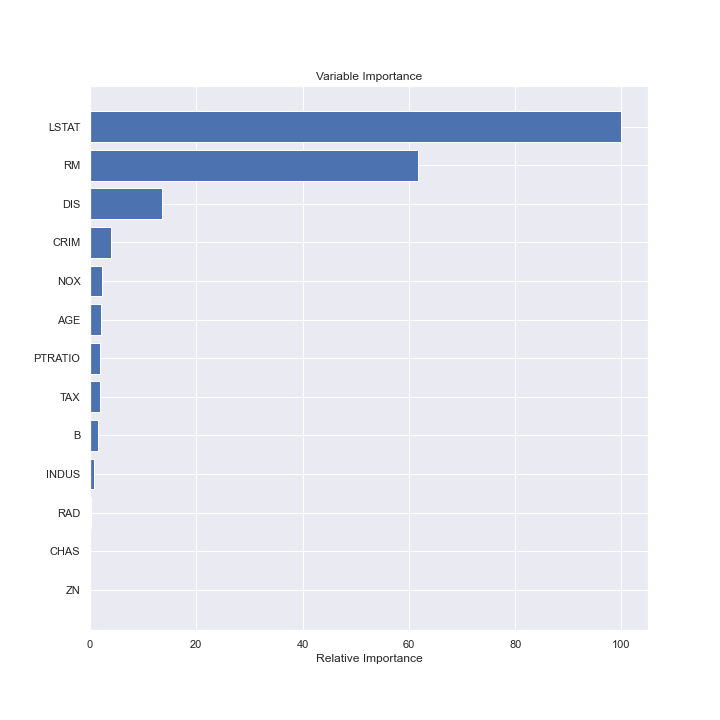 Variable Importance
LSTAT
RM
DIS
CRIM
NOX
AGE
PTRATIO
TAX
B
INDUS
RAD
CHAS
ZN
0 20 40 60 80 100
Relative Importance